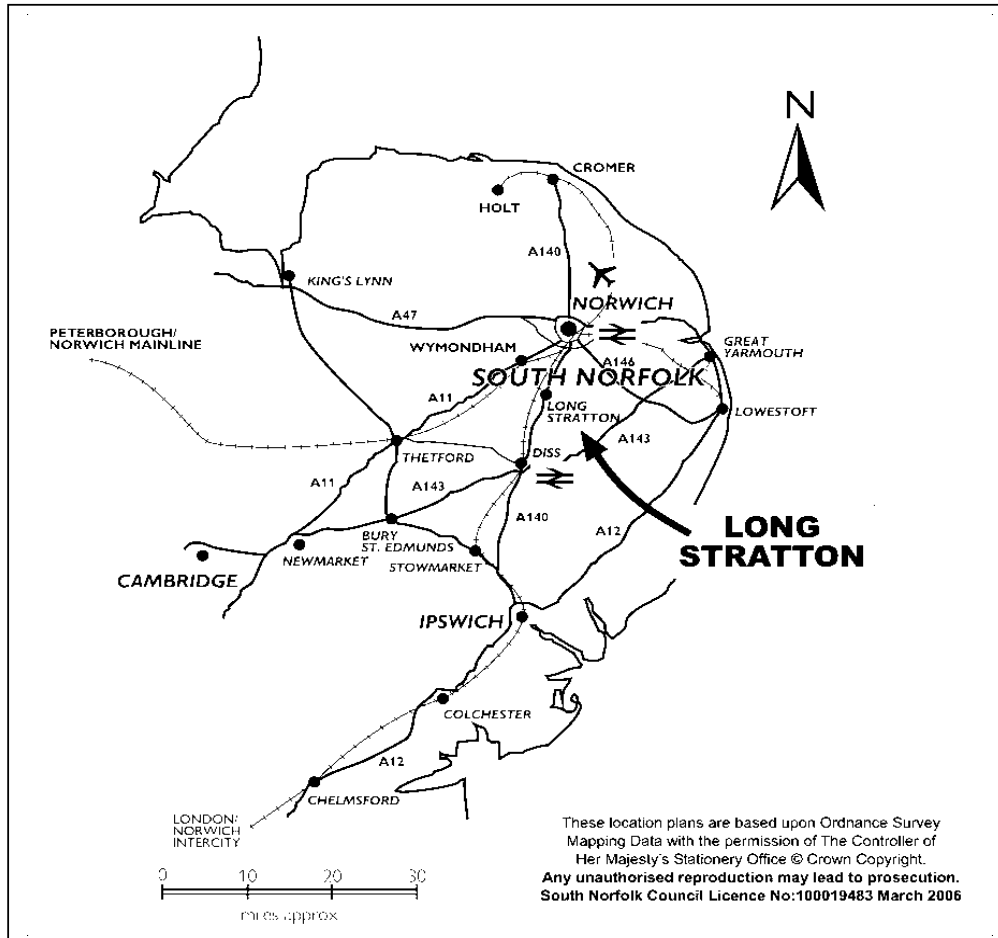 N
CROMER
HOLT
A140
KING'S LYNN
NORWICH
A47
PETERBOROUGH/
NORWICH MAINLINE
WYMONDHAM
GREAT
YARMOUTH
A146
SOUTH NORFOLK
A11
LONG
STRATTON
LOWESTOFT
A143
THETFORD
DISS
A11
A143
A140
A12
LONG
STRATTON
BURY
ST. EDMUNDS
NEWMARKET
STOWMARKET
CAMBRIDGE
IPSWICH
COLCHESTER
A12
CHELMSFORD
LONDON/
NORWICH
INTERCITY
0 10 20 30
miles approx
These location plans are based upon Ordnance Survey
Mapping Data with the permission of The Controller of
Her Majesty's Stationery Office © Crown Copyright.
Any unauthorised reproduction may lead to prosecution.
South Norfolk Council Licence No:100019483 March 2006